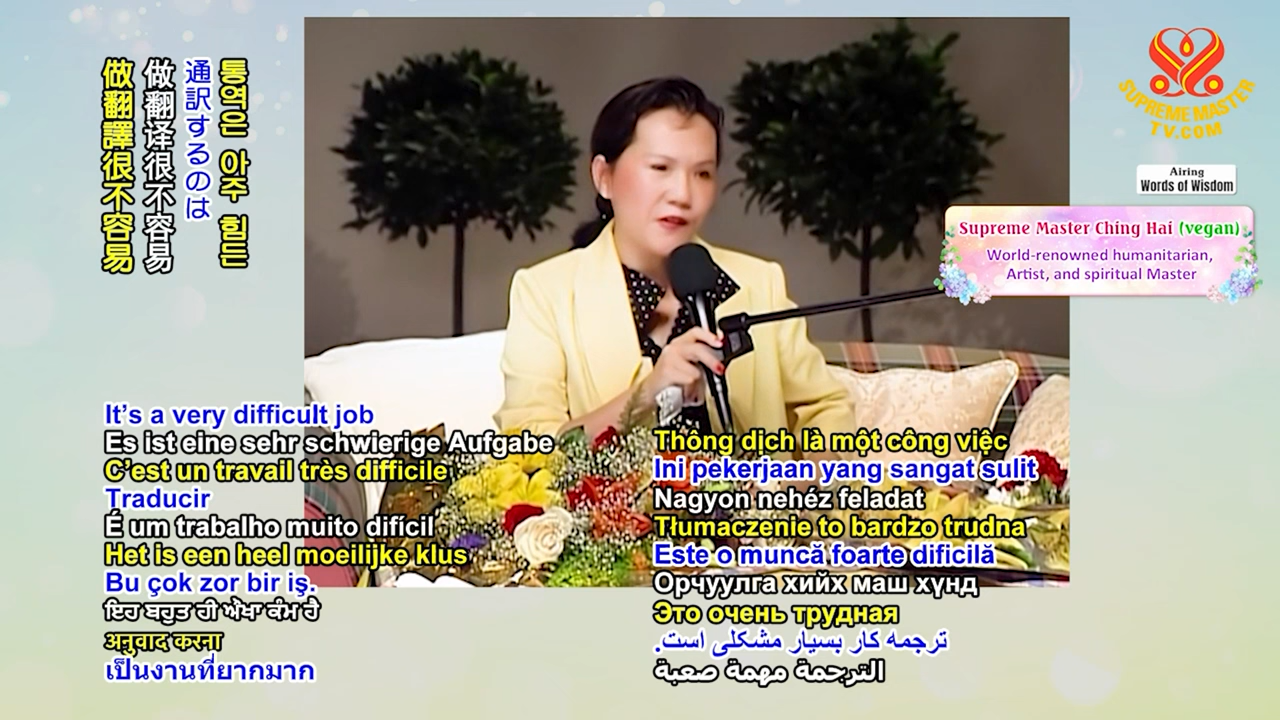 做翻譯很不容易
做翻译很不容易
通訳するのは
통역은 아주 힘든
SUPREME MASTER
TV.COM
Airing
Words of Wisdom
Supreme Master Ching Hai (vegan)
World-renowned humanitarian,
Artist, and spiritual Master
It’s a very difficult job
Es ist eine sehr schwierige Aufgabe
C’est un travail très difficile
Traducir
É um trabalho muito difícil
Het is een heel moeilijke klus
Bu çok zor bir iş.
ਇਹ ਬਹੁਤ ਹੀ ਔਖਾ ਕੰਮ ਹੈ
अनुवाद करना
เป็นงานที่ยากมาก
Thông dịch là một công việc
Ini pekerjaan yang sangat sulit
Nagyon nehéz feladat
Tłumaczenie to bardzo trudna
Este o muncă foarte dificilă
Орчуулга хийх маш хүнд
Это очень трудная
ترجمه کار بسیار مشکلی است.
الترجمة مهمة صعبة